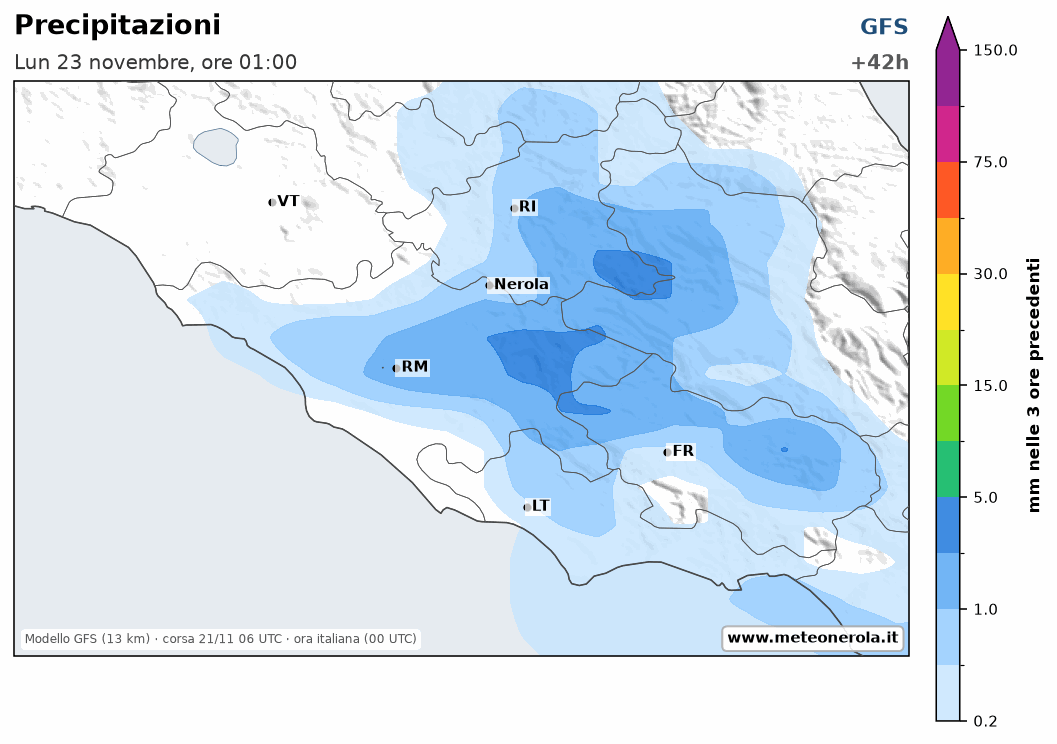 Precipitazioni
GFS
Lun 23 novembre, ore 01:00
+42h
150.0
75.0
30.0
15.0
5.0
1.0
0.2
mm nelle 3 ore precedenti
VT
RI
Nerola
RM
FR
LT
Modello GFS (13 km) · corsa 21/11 06 UTC · ora italiana (00 UTC)
www.meteonerola.it